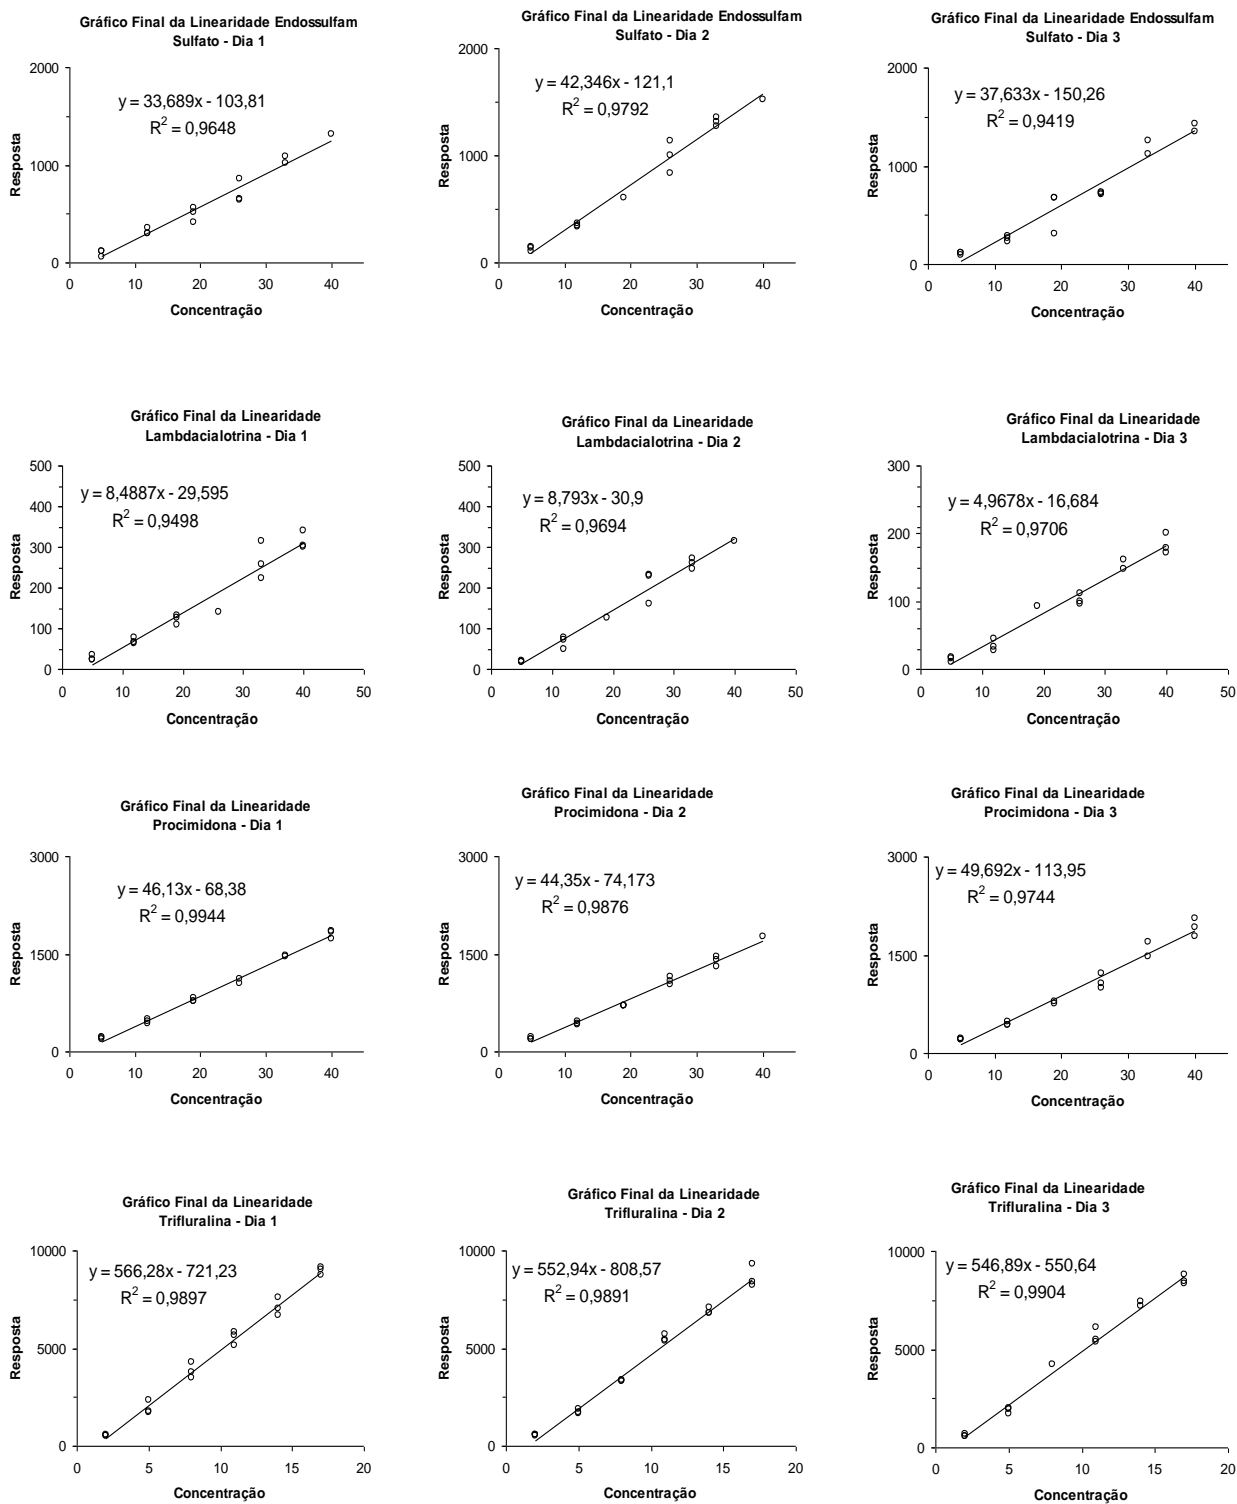 Gráfico Final da Linearidade Endossulfam
Sulfato - Dia 1
y = 33,689x - 103,81
R² = 0,9648
2000
1000
0
0 10 20 30 40
Resposta
Concentração
Gráfico Final da Linearidade Endossulfam
Sulfato - Dia 2
y = 42,346x - 121,1
R² = 0,9792
2000
1000
0
0 10 20 30 40
Resposta
Concentração
Gráfico Final da Linearidade Endossulfam
Sulfato - Dia 3
y = 37,633x - 150,26
R² = 0,9419
2000
1000
0
0 10 20 30 40
Resposta
Concentração
Gráfico Final da Linearidade
Lambdacialotrina - Dia 1
y = 8,4887x - 29,595
R² = 0,9498
500
400
300
200
100
0
0 10 20 30 40 50
Resposta
Concentração
Gráfico Final da Linearidade
Lambdacialotrina - Dia 2
y = 8,793x - 30,9
R² = 0,9694
500
400
300
200
100
0
0 10 20 30 40 50
Resposta
Concentração
Gráfico Final da Linearidade
Lambdacialotrina - Dia 3
y = 4,9678x - 16,684
R² = 0,9706
300
200
100
0
0 10 20 30 40 50
Resposta
Concentração
Gráfico Final da Linearidade
Procimidona - Dia 1
y = 46,13x - 68,38
R² = 0,9944
3000
1500
0
0 10 20 30 40
Resposta
Concentração
Gráfico Final da Linearidade
Procimidona - Dia 2
y = 44,35x - 74,173
R² = 0,9876
3000
1500
0
0 10 20 30 40
Resposta
Concentração
Gráfico Final da Linearidade
Procimidona - Dia 3
y = 49,692x - 113,95
R² = 0,9744
3000
1500
0
0 10 20 30 40
Resposta
Concentração
Gráfico Final da Linearidade
Trifluralina - Dia 1
y = 566,28x - 721,23
R² = 0,9897
10000
5000
0
0 5 10 15 20
Resposta
Concentração
Gráfico Final da Linearidade
Trifluralina - Dia 2
y = 552,94x - 808,57
R² = 0,9891
10000
5000
0
0 5 10 15 20
Resposta
Concentração
Gráfico Final da Linearidade
Trifluralina - Dia 3
y = 546,89x - 550,64
R² = 0,9904
10000
5000
0
0 5 10 15 20
Resposta
Concentração